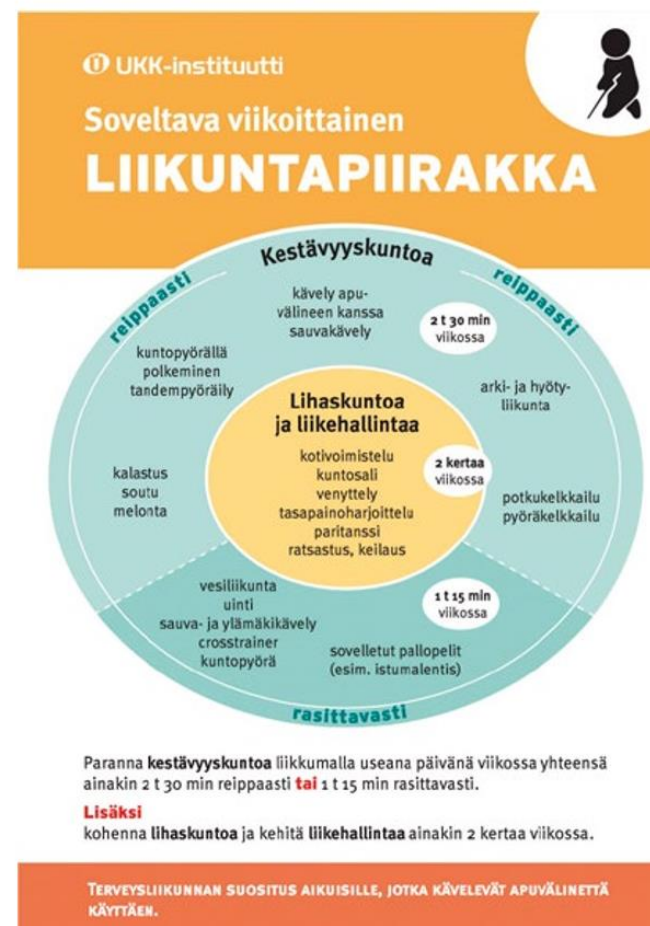 UKK-instituutti
Soveltava viikoittainen
LIIKUNTAPIIRAKKA
Kestävyyskuntoa
reippaasti
reippaasti
kävely apu-
välineen kanssa
sauvakävely
2 t 30 min
viikossa
kuntopyörällä
polkeminen
tandempyöräily
arki- ja hyöty-
liikunta
Lihaskuntoa
ja liikehallintaa
kotivoimistelu
kuntosali
venyttely
tasapainoharjoittelu
paritanssi
ratsastus, keilaus
2 kertaa
viikossa
kalastus
soutu
melonta
potkukelkkailu
pyöräkelkkailu
vesiliikunta
uinti
sauva- ja ylämäkikävely
crosstrainer
kuntopyörä
1 t 15 min
viikossa
sovelletut pallopelit
(esim. istumalentis)
rasittavasti
Paranna kestävyyskuntoa liikkumalla useana päivänä viikossa yhteensä
ainakin 2 t 30 min reippaasti tai 1 t 15 min rasittavasti.
Lisäksi
kohenna lihaskuntoa ja kehitä liikehallintaa ainakin 2 kertaa viikossa.
TERVEYSLIIKUNNAN SUOSITUS AIKUISILLE, JOTKA KÄVELEVÄT APUVÄLINETTÄ
KÄYTTÄEN.